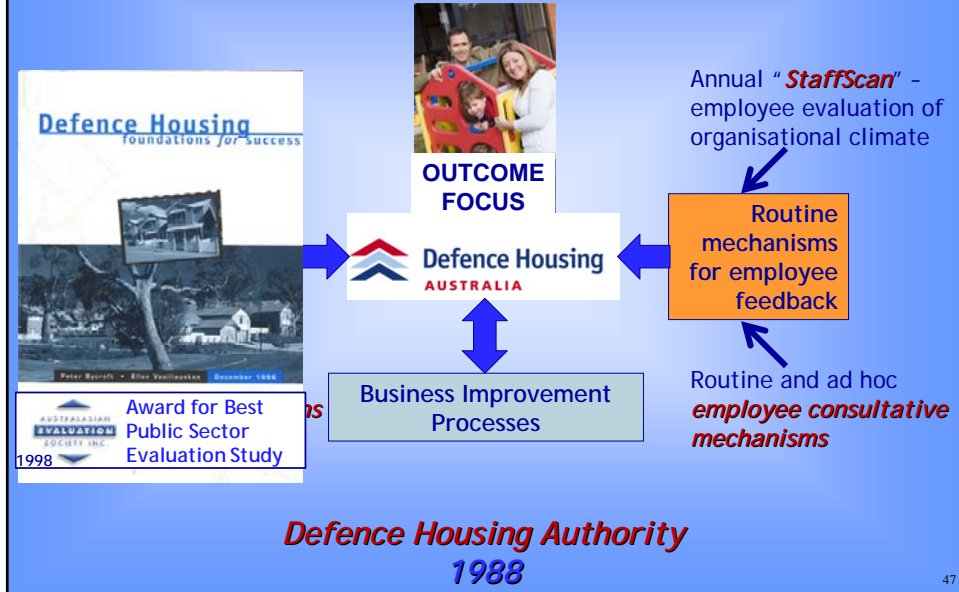 Defence Housing
foundations for success
Peter Bycroft • Ellen Vanlleunken December 1996
AUSTRALASIAN
EVALUATION
SOCIETY INC.
1998
Award for Best
Public Sector
Evaluation Study
ns
OUTCOME
FOCUS
Defence Housing
AUSTRALIA
Business Improvement
Processes
Annual "StaffScan" –
employee evaluation of
organisational climate
Routine
mechanisms
for employee
feedback
Routine and ad hoc
employee consultative
mechanisms
Defence Housing Authority
1988
47